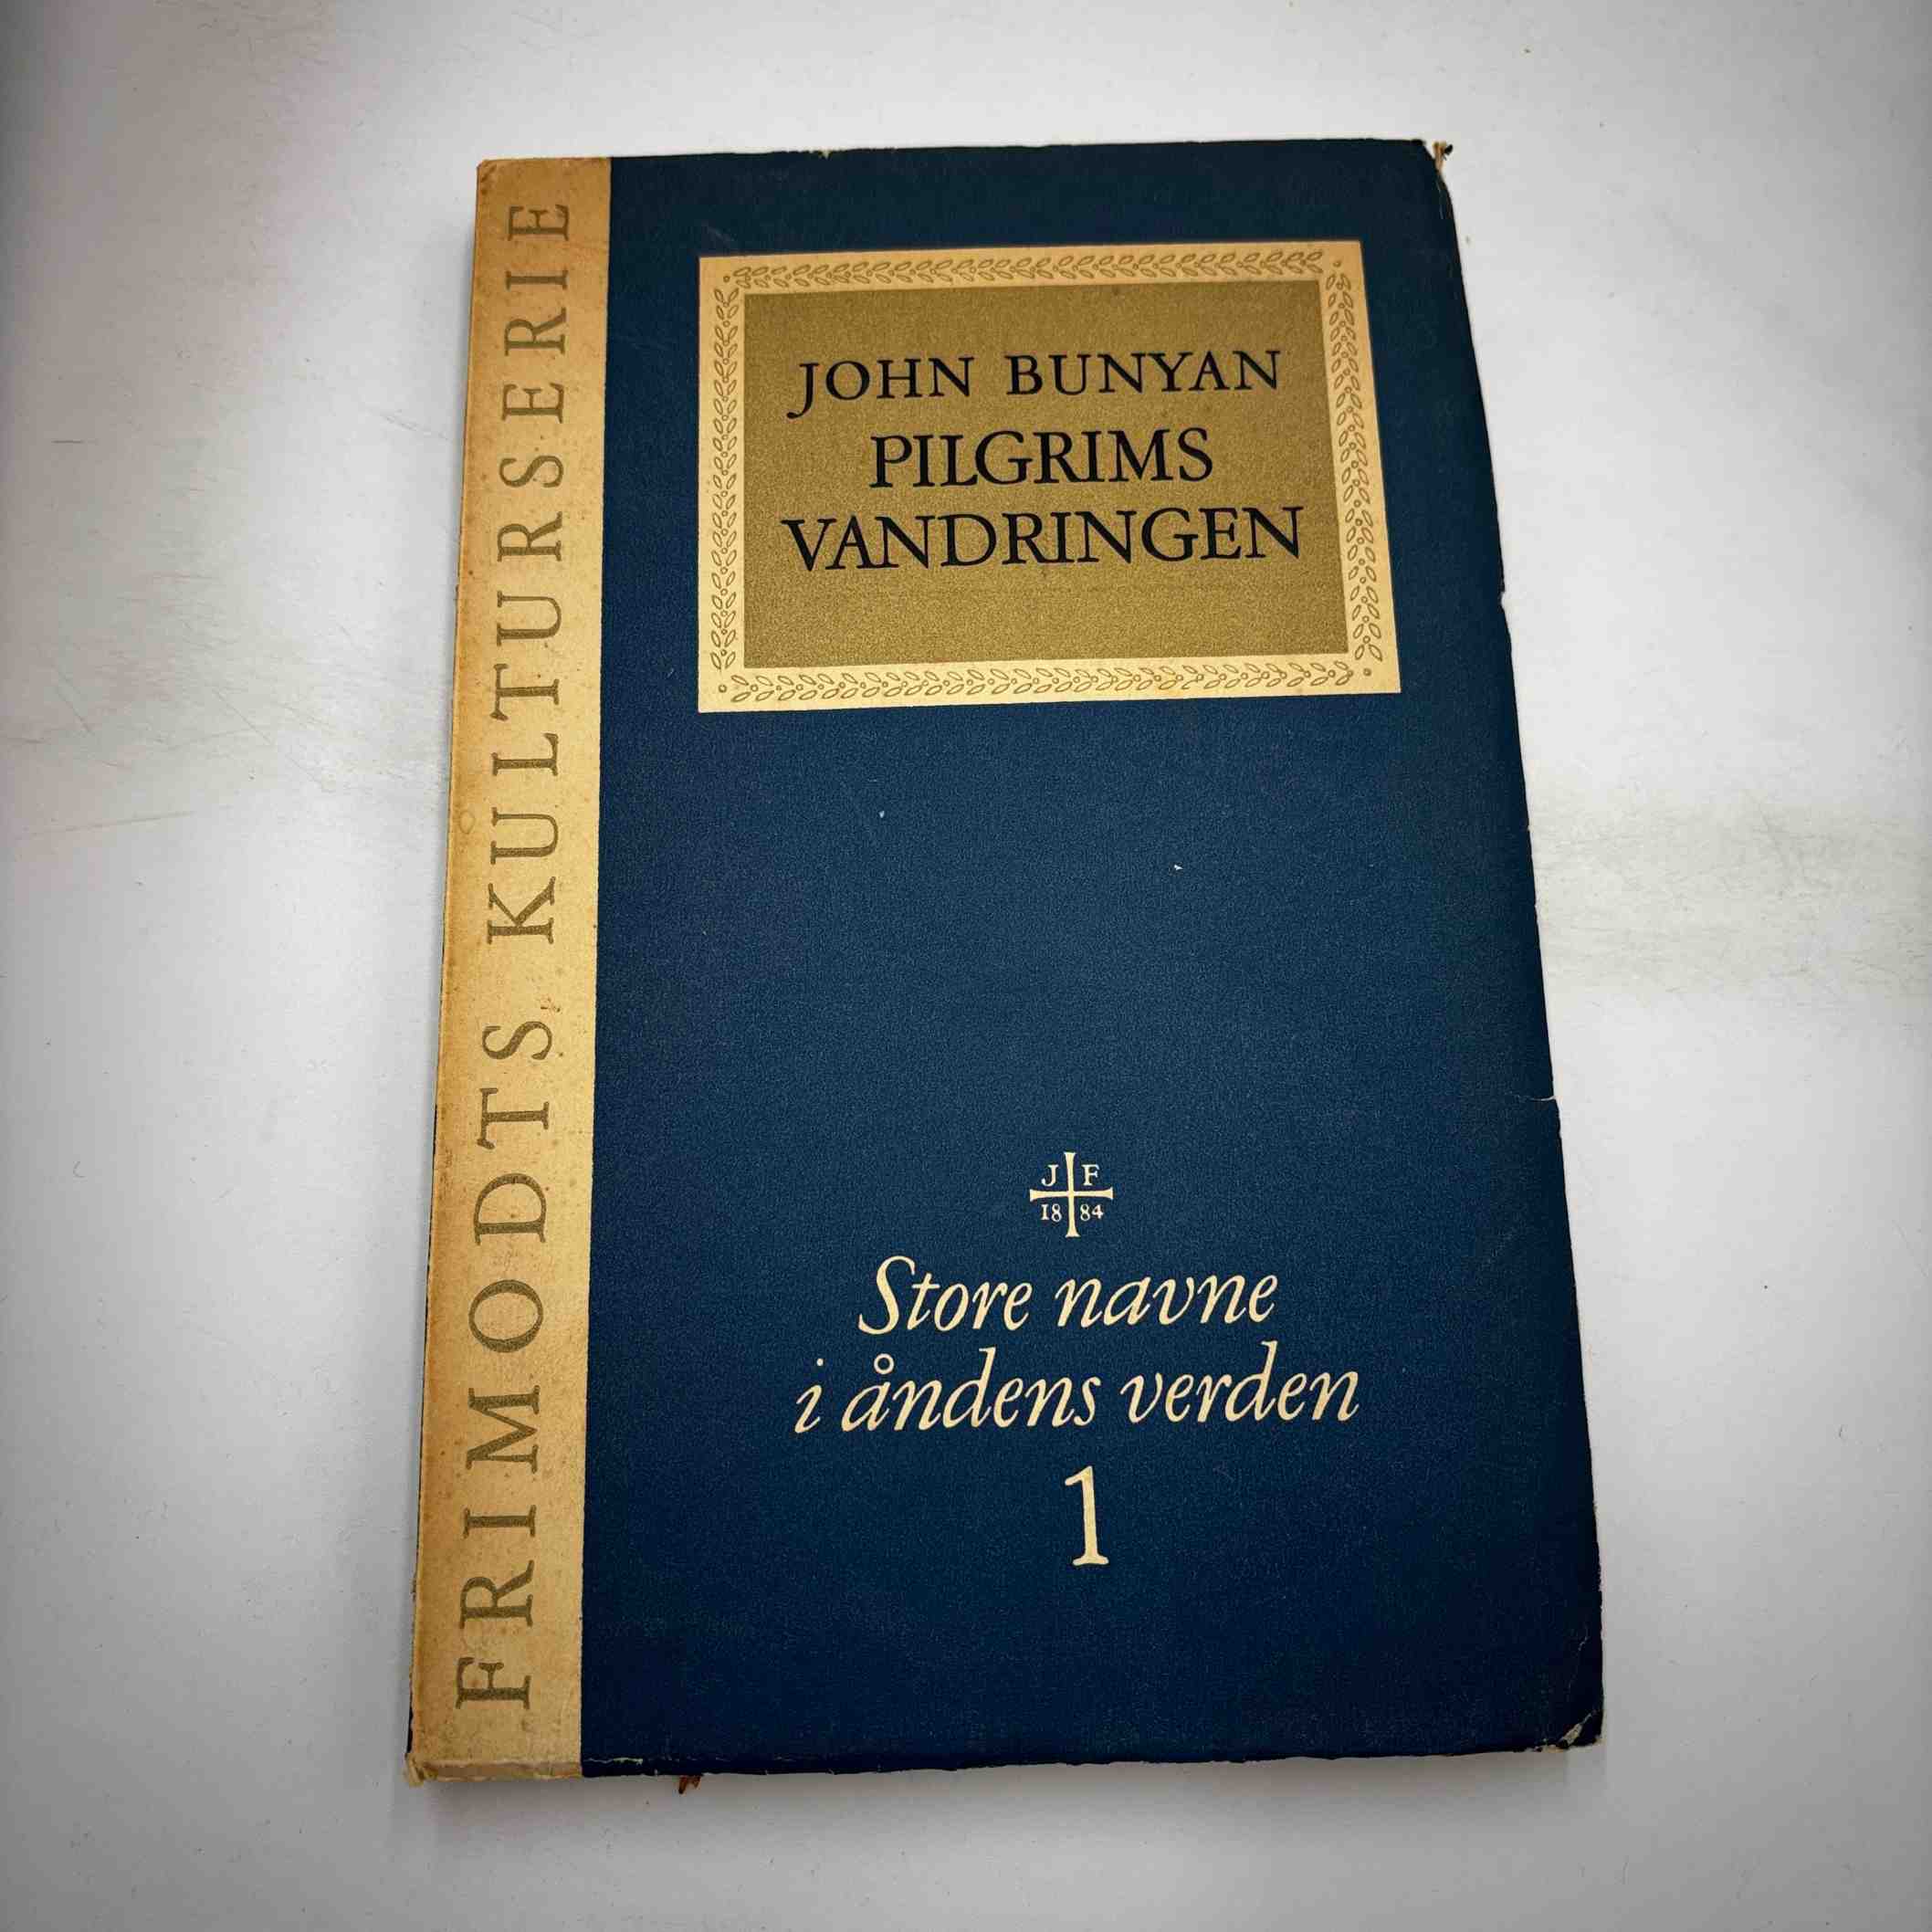 FRIMODTS KULTURSERIE
JOHN BUNYAN
PILGRIMS
VANDRINGEN
J F
18 84
Store navne
i åndens verden
1